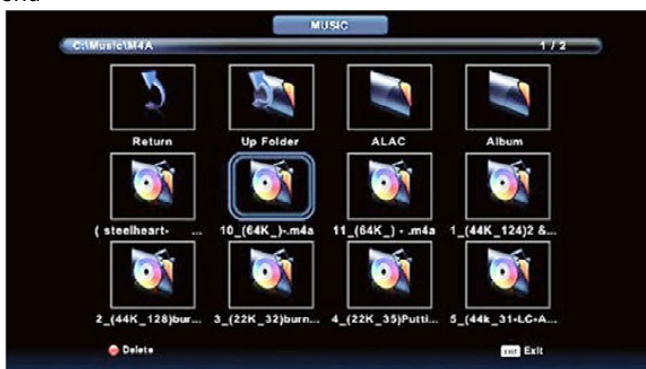 MUSIC
C:\Music\M4A 1 / 2
Return Up Folder ALAC Album
( steelheart- ... 10_(64K_)-.m4a 11_(64K_) - .m4a 1_(44K_124)2 &...
2_(44K_128)bur... 3_(22K_32)burn... 4_(22K_35)Putti... 5_(44k_31-LC-A...
Delete EXIT Exit